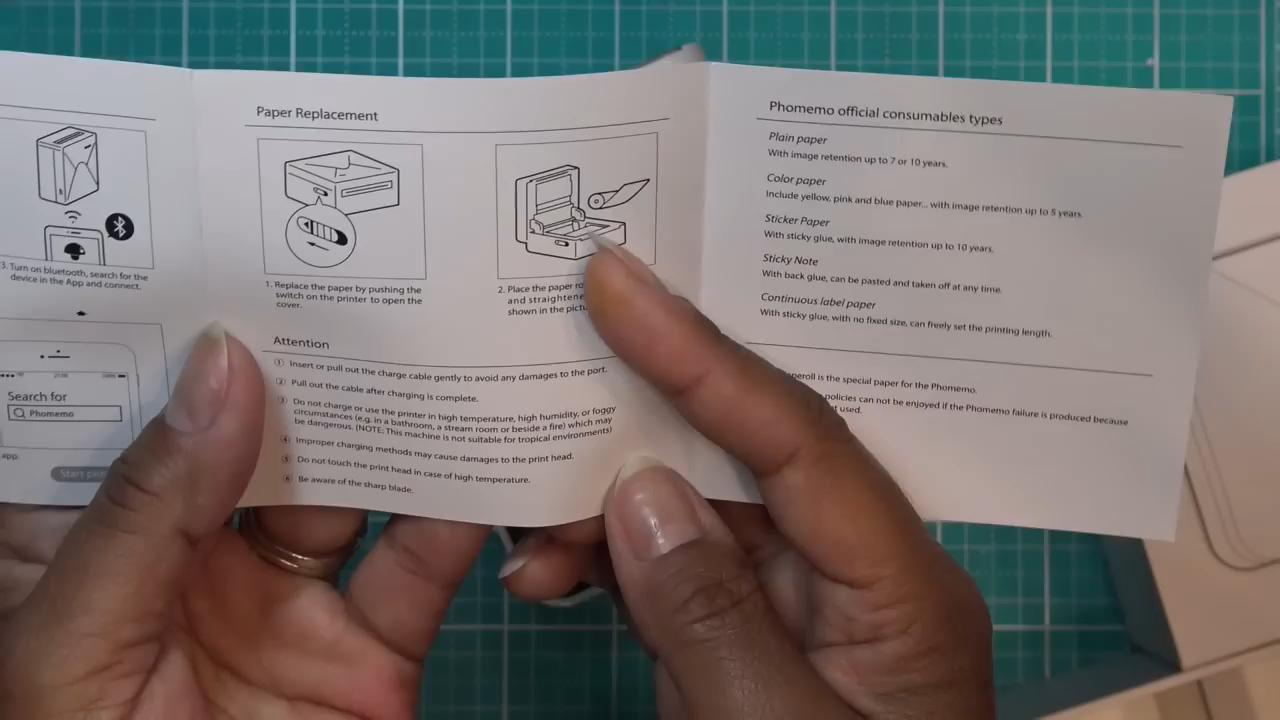 3. Turn on bluetooth, search for the
device in the App and connect.
Search for
Phomemo
app.
Start
Paper Replacement
1. Replace the paper by pushing the
switch on the printer to open the
cover.
2. Place the paper
and
shown in the
Attention
① Insert or pull out the charge cable gently to avoid any damages to the port.
② Pull out the cable after charging is complete.
③ Do not charge or use the printer in high temperature, high humidity, or foggy
circumstances (e.g. in a bathroom, a stream room or beside a fire) which may
be dangerous. (NOTE: This machine is not suitable for tropical environments)
④ Improper charging methods may cause damages to the print head.
⑤ Do not touch the print head in case of high temperature.
⑥ Be aware of the sharp blade.
Phomemo official consumables types
Plain paper
With image retention up to 7 or 10 years.
Color paper
Include yellow, pink and blue paper... with image retention up to 5 years.
Sticker Paper
With sticky glue, with image retention up to 10 years.
Sticky Note
With back glue, can be pasted and taken off at any time.
Continuous label paper
With sticky glue, with no fixed size, can freely set the printing length.
is the special paper for the Phomemo.
policies can not be enjoyed if the Phomemo failure is produced because
used.